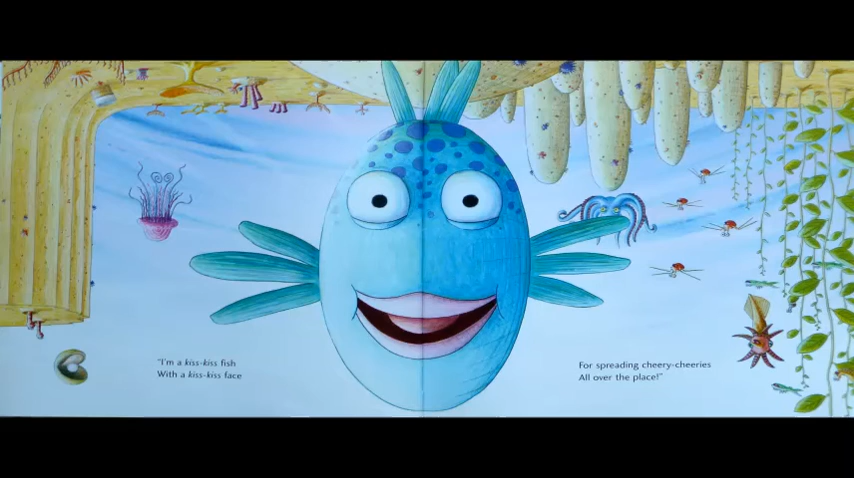 "I'm a kiss-kiss fish
With a kiss-kiss face
For spreading cheery-cheeries
All over the place!"